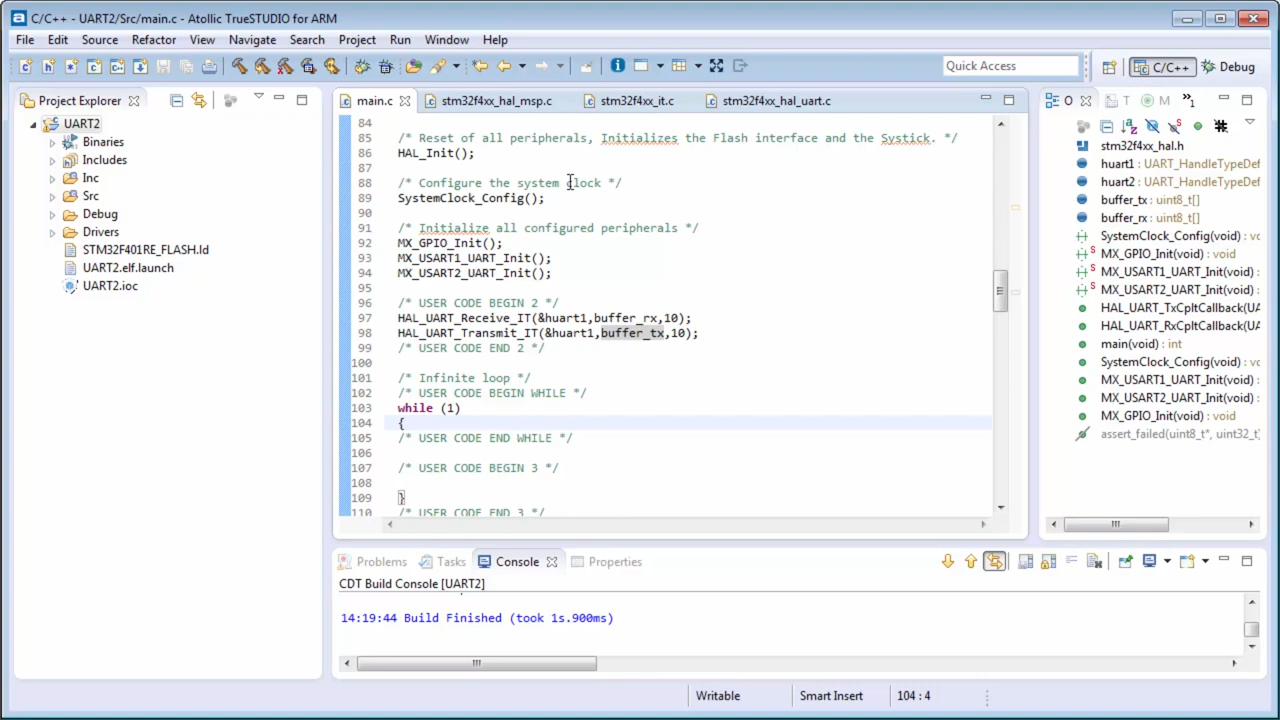 C/C++ - UART2/Src/main.c - Atollic TrueSTUDIO for ARM
File Edit Source Refactor View Navigate Search Project Run Window Help
Quick Access
C/C++
Debug
Project Explorer
UART2
Binaries
Includes
Inc
Src
Debug
Drivers
STM32F401RE_FLASH.ld
UART2.elf.launch
UART2.ioc
main.c
stm32f4xx_hal_msp.c
stm32f4xx_it.c
stm32f4xx_hal_uart.c
84
85 /* Reset of all peripherals, Initializes the Flash interface and the Systick. */
86 HAL_Init();
87
88 /* Configure the system clock */
89 SystemClock_Config();
90
91 /* Initialize all configured peripherals */
92 MX_GPIO_Init();
93 MX_USART1_UART_Init();
94 MX_USART2_UART_Init();
95
96 /* USER CODE BEGIN 2 */
97 HAL_UART_Receive_IT(&huart1,buffer_rx,10);
98 HAL_UART_Transmit_IT(&huart1,buffer_tx,10);
99 /* USER CODE END 2 */
100
101 /* Infinite loop */
102 /* USER CODE BEGIN WHILE */
103 while (1)
104 {
105 /* USER CODE END WHILE */
106
107 /* USER CODE BEGIN 3 */
108
109 }
110 /* USER CODE END 3 */
O
T
M
»1
stm32f4xx_hal.h
huart1 : UART_HandleTypeDef
huart2 : UART_HandleTypeDef
buffer_tx : uint8_t[]
buffer_rx : uint8_t[]
SystemClock_Config(void) : vo
MX_GPIO_Init(void) : void
MX_USART1_UART_Init(void) :
MX_USART2_UART_Init(void) :
HAL_UART_TxCpltCallback(U
HAL_UART_RxCpltCallback(U
main(void) : int
SystemClock_Config(void) : vo
MX_USART1_UART_Init(void) :
MX_USART2_UART_Init(void) :
MX_GPIO_Init(void) : void
assert_failed(uint8_t*, uint32_t)
Problems
Tasks
Console
Properties
CDT Build Console [UART2]
14:19:44 Build Finished (took 1s.900ms)
Writable
Smart Insert
104 : 4